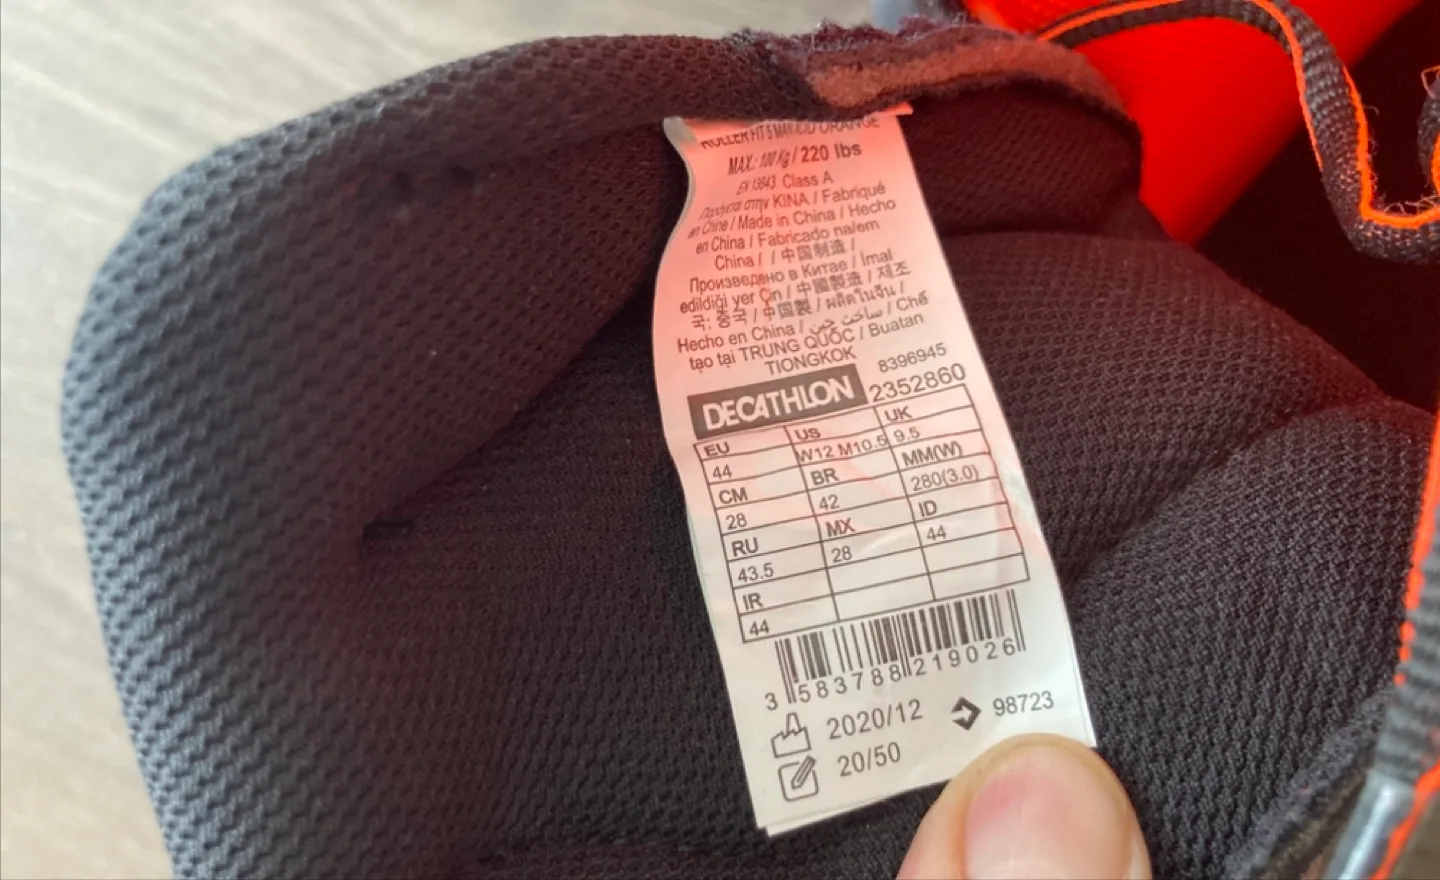 ROLLER FIT5 MAN ACID ORANGE
MAX.: 100 Kg / 220 lbs
EN 13843 Class A
Παράγεται στην KINA / Fabriqué
en Chine / Made in China / Hecho
en China / Fabricado na/em
China / / 中国制造 /
Произведено в Китае / İmal
edildiği yer Çin / 中國製造 / 제조
국: 중국 / 中国製 / ผลิตในจีน /
Hecho en China / ساخت چین / Chế
tạo tại TRUNG QUỐC / Buatan
TIONGKOK
8396945
DECATHLON 2352860
EU US UK
44 W12 M10.5 9.5
CM BR MM(W)
28 42 280(3.0)
RU MX ID
43.5 28 44
IR
44
3 583788 219026
2020/12 98723
20/50